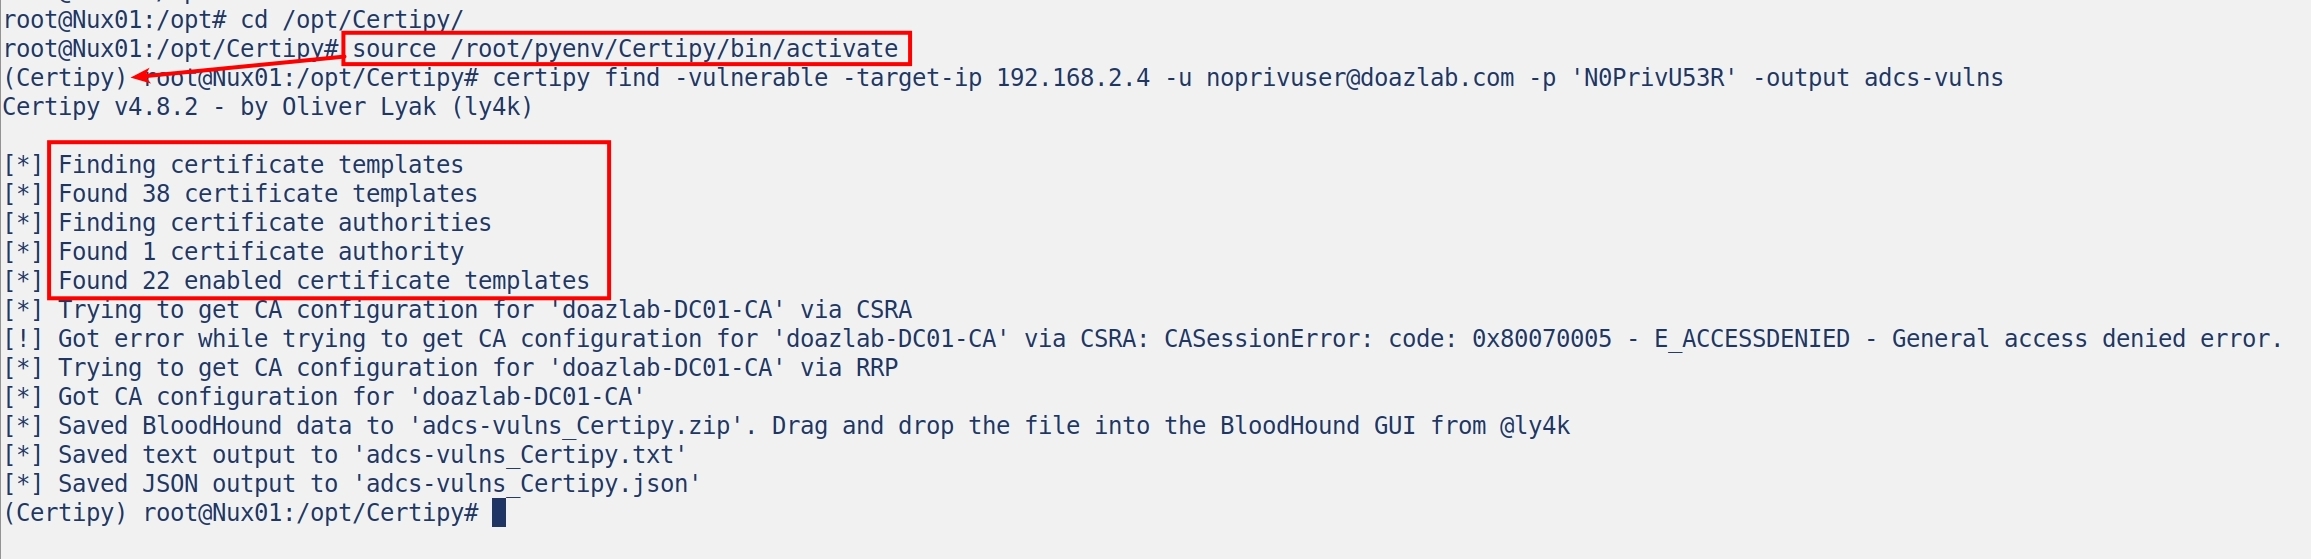 root@Nux01:/opt# cd /opt/Certipy/
root@Nux01:/opt/Certipy# source /root/pyenv/Certipy/bin/activate
(Certipy) root@Nux01:/opt/Certipy# certipy find -vulnerable -target-ip 192.168.2.4 -u noprivuser@doazlab.com -p 'N0PrivU53R' -output adcs-vulns
Certipy v4.8.2 - by Oliver Lyak (ly4k)

[*] Finding certificate templates
[*] Found 38 certificate templates
[*] Finding certificate authorities
[*] Found 1 certificate authority
[*] Found 22 enabled certificate templates
[*] Trying to get CA configuration for 'doazlab-DC01-CA' via CSRA
[!] Got error while trying to get CA configuration for 'doazlab-DC01-CA' via CSRA: CASessionError: code: 0x80070005 - E_ACCESSDENIED - General access denied error.
[*] Trying to get CA configuration for 'doazlab-DC01-CA' via RRP
[*] Got CA configuration for 'doazlab-DC01-CA'
[*] Saved BloodHound data to 'adcs-vulns_Certipy.zip'. Drag and drop the file into the BloodHound GUI from @ly4k
[*] Saved text output to 'adcs-vulns_Certipy.txt'
[*] Saved JSON output to 'adcs-vulns_Certipy.json'
(Certipy) root@Nux01:/opt/Certipy#